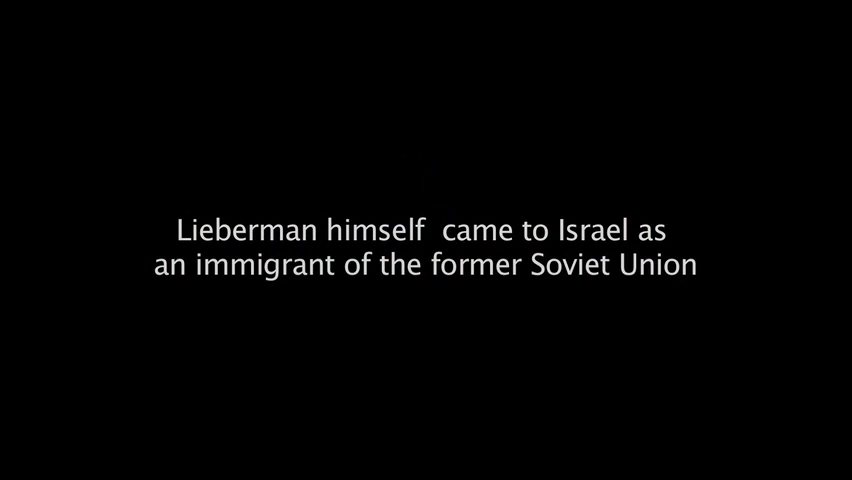 Lieberman himself  came to Israel as
an immigrant of the former Soviet Union